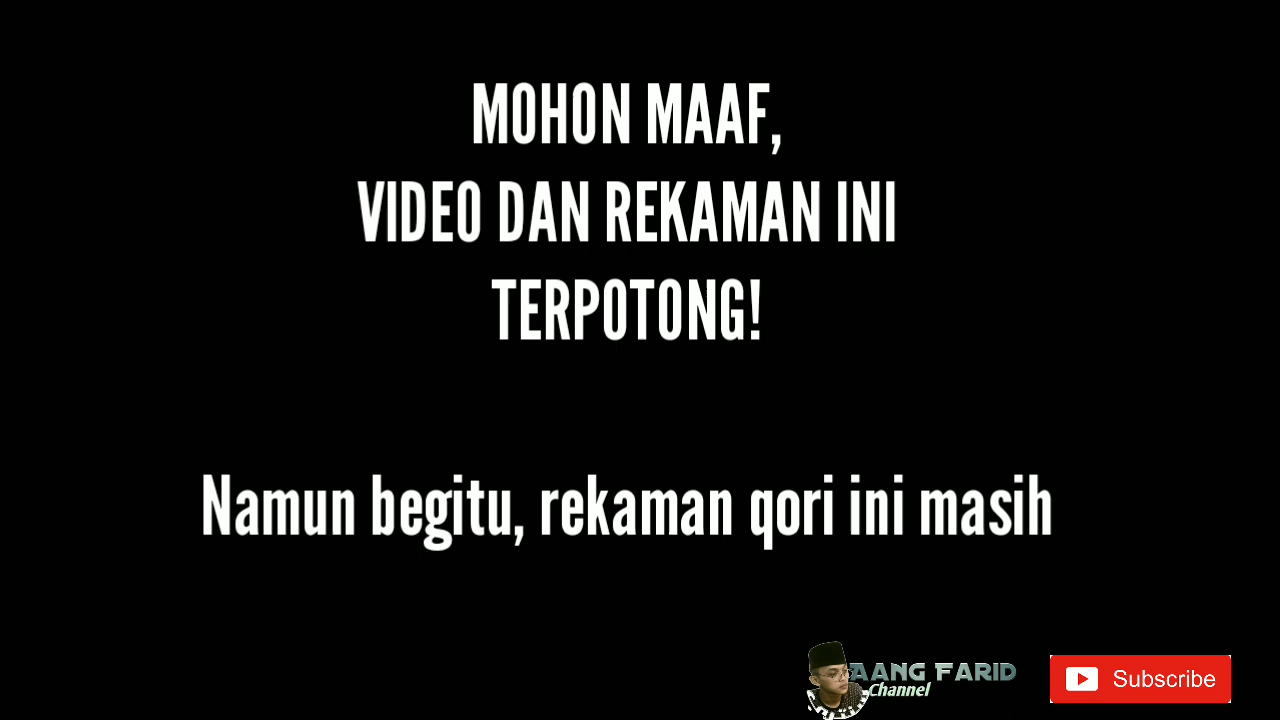 MOHON MAAF,
VIDEO DAN REKAMAN INI
TERPOTONG!
Namun begitu, rekaman qori ini masih
AANG FARID
Channel
Subscribe